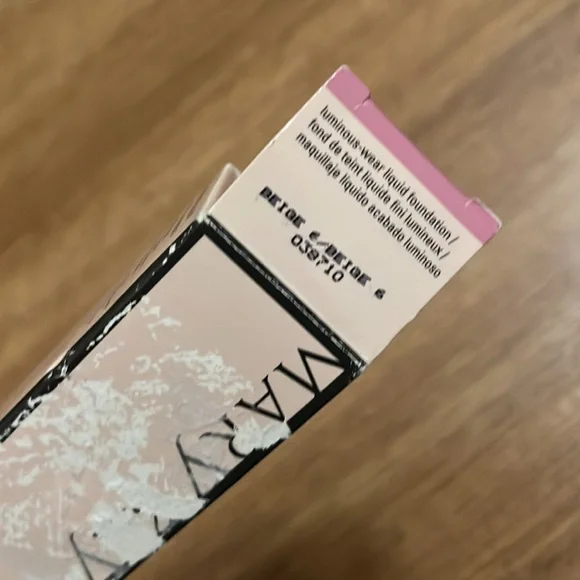 luminous-wear liquid foundation /
fond de teint liquide fini lumineux /
maquillaje líquido acabado luminoso
BEIGE 6/BEIGE 6
038710
MARY